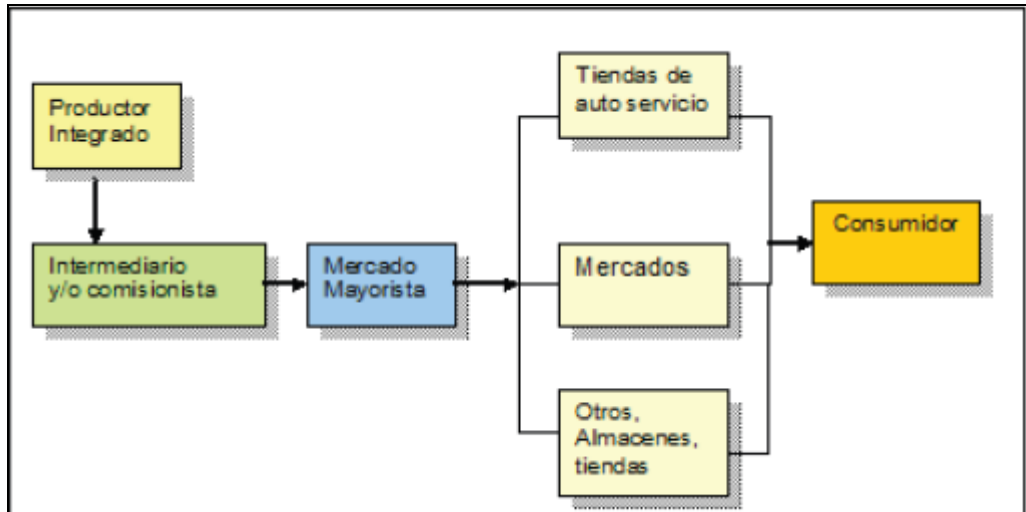 Productor
Integrado
Intermediario
y/o comisionista
Mercado
Mayorista
Tiendas de
auto servicio
Mercados
Otros,
Almacenes,
tiendas
Consumidor